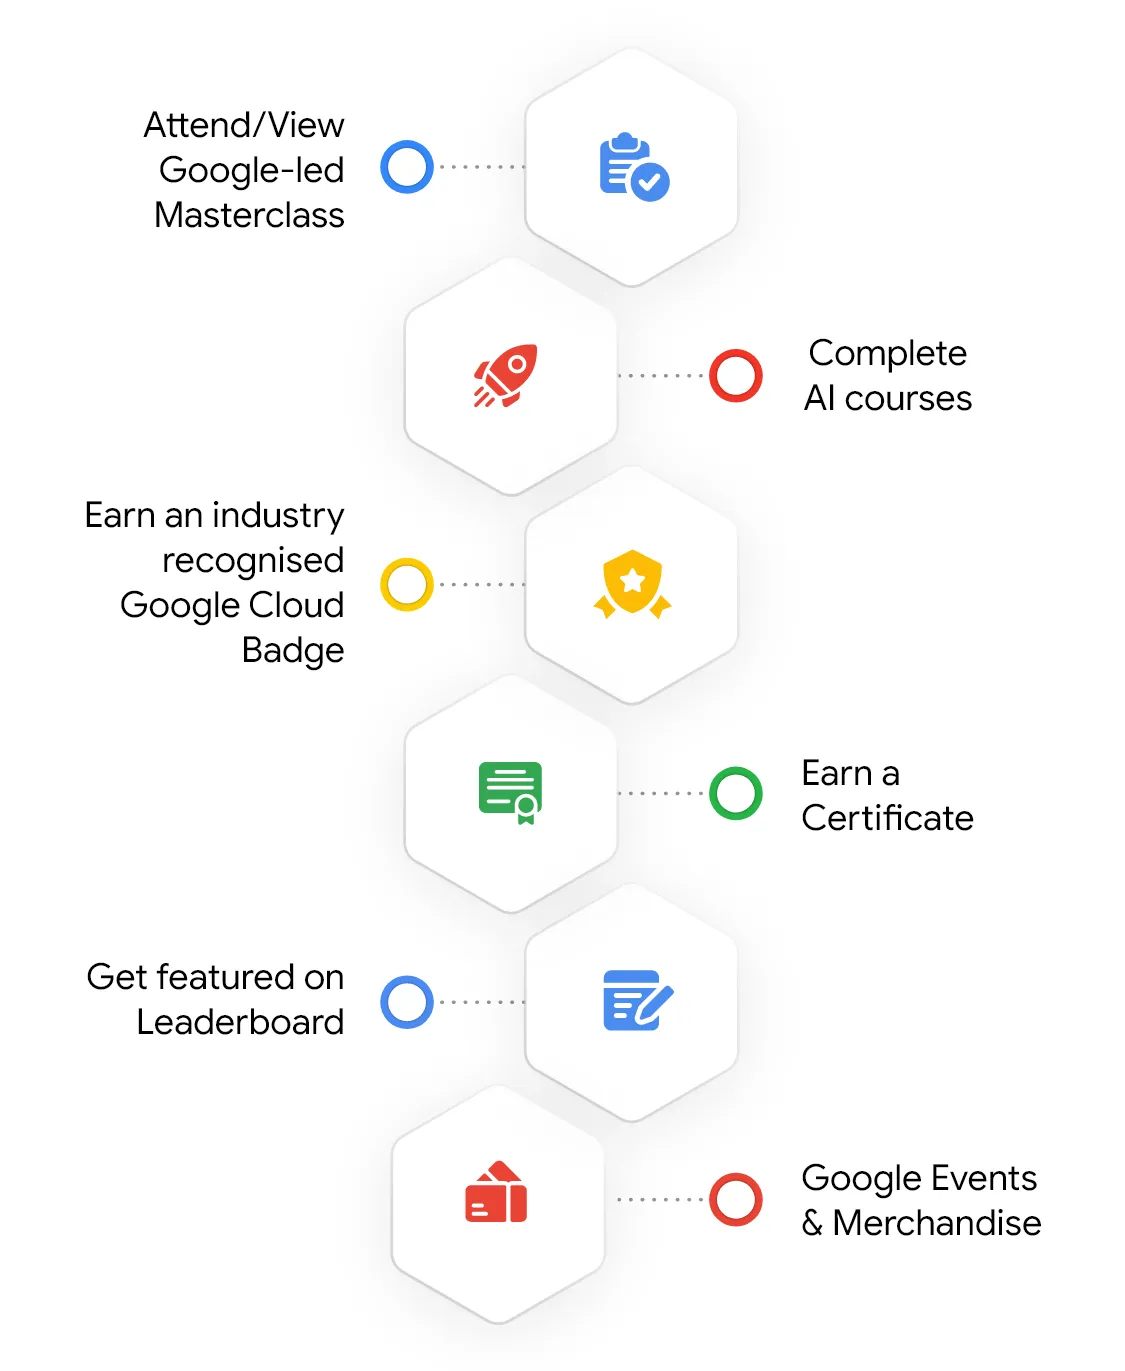 Attend/View
Google-led
Masterclass
Complete
AI courses
Earn an industry
recognised
Google Cloud
Badge
Earn a
Certificate
Get featured on
Leaderboard
Google Events
& Merchandise